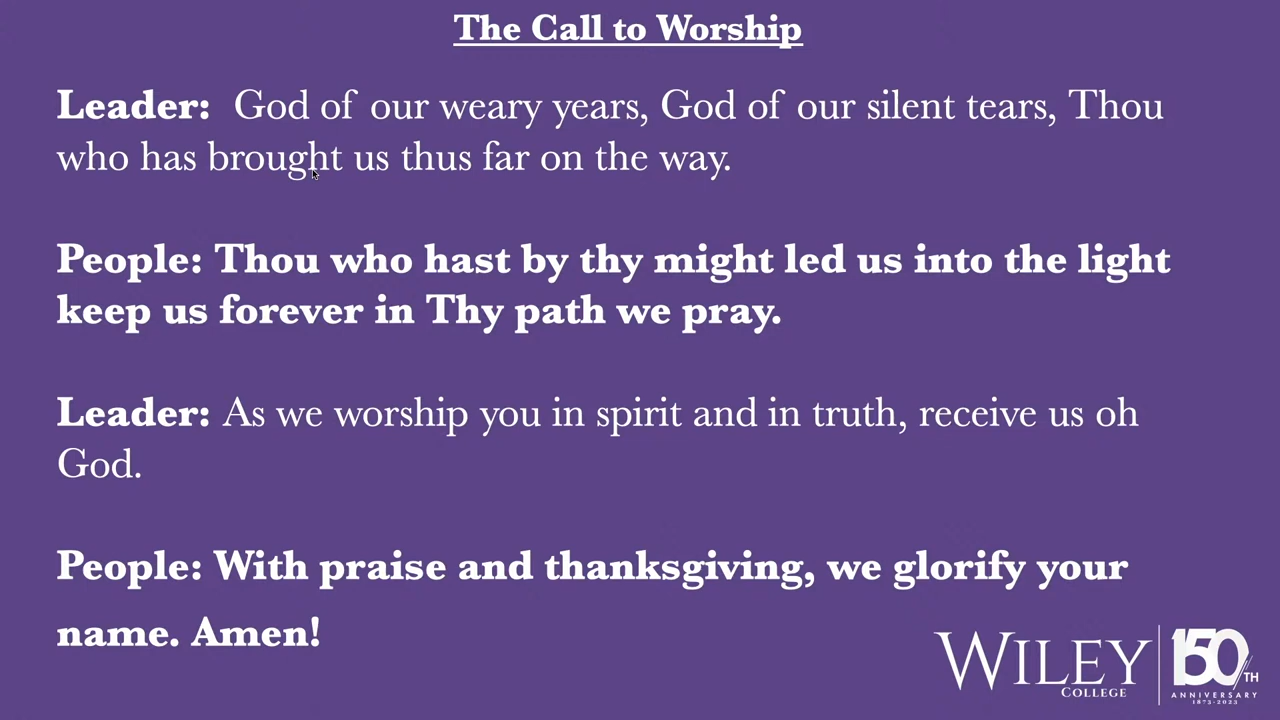 The Call to Worship
Leader: God of our weary years, God of our silent tears, Thou
who has brought us thus far on the way.
People: Thou who hast by thy might led us into the light
keep us forever in Thy path we pray.
Leader: As we worship you in spirit and in truth, receive us oh
God.
People: With praise and thanksgiving, we glorify your
name. Amen!
WILEY
COLLEGE
150TH
ANNIVERSARY
1873-2023